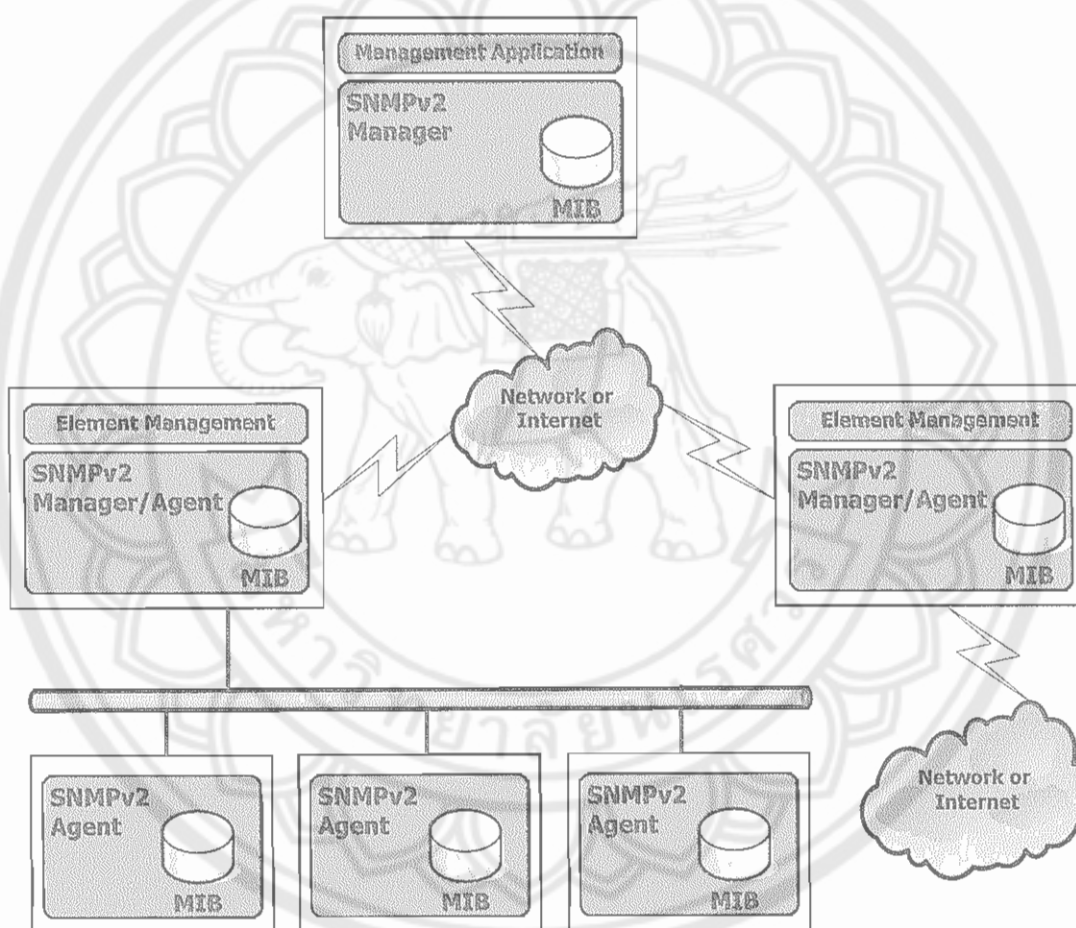 Management Application
SNMPv2
Manager
MIB
Network or
Internet
Element Management
SNMPv2
Manager/Agent
MIB
Element Management
SNMPv2
Manager/Agent
MIB
SNMPv2
Agent
MIB
SNMPv2
Agent
MIB
SNMPv2
Agent
MIB
Network or
Internet